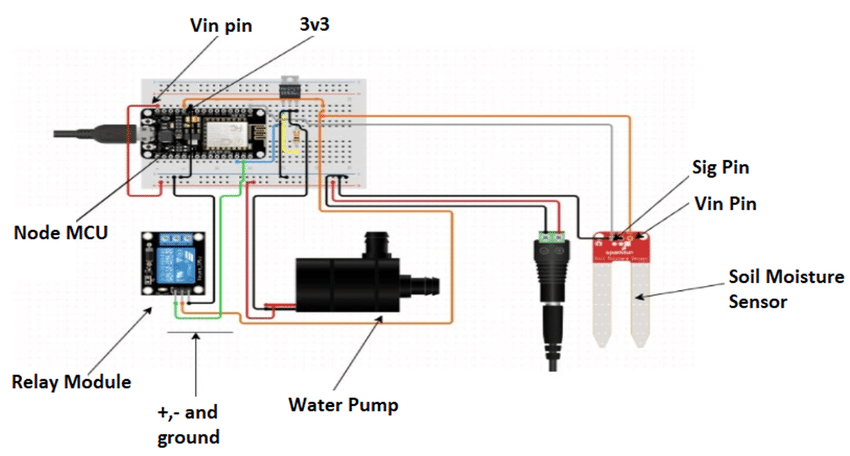 Vin pin
3v3
Sig Pin
Vin Pin
Node MCU
Soil Moisture
Sensor
Relay Module
Water Pump
+,- and
ground